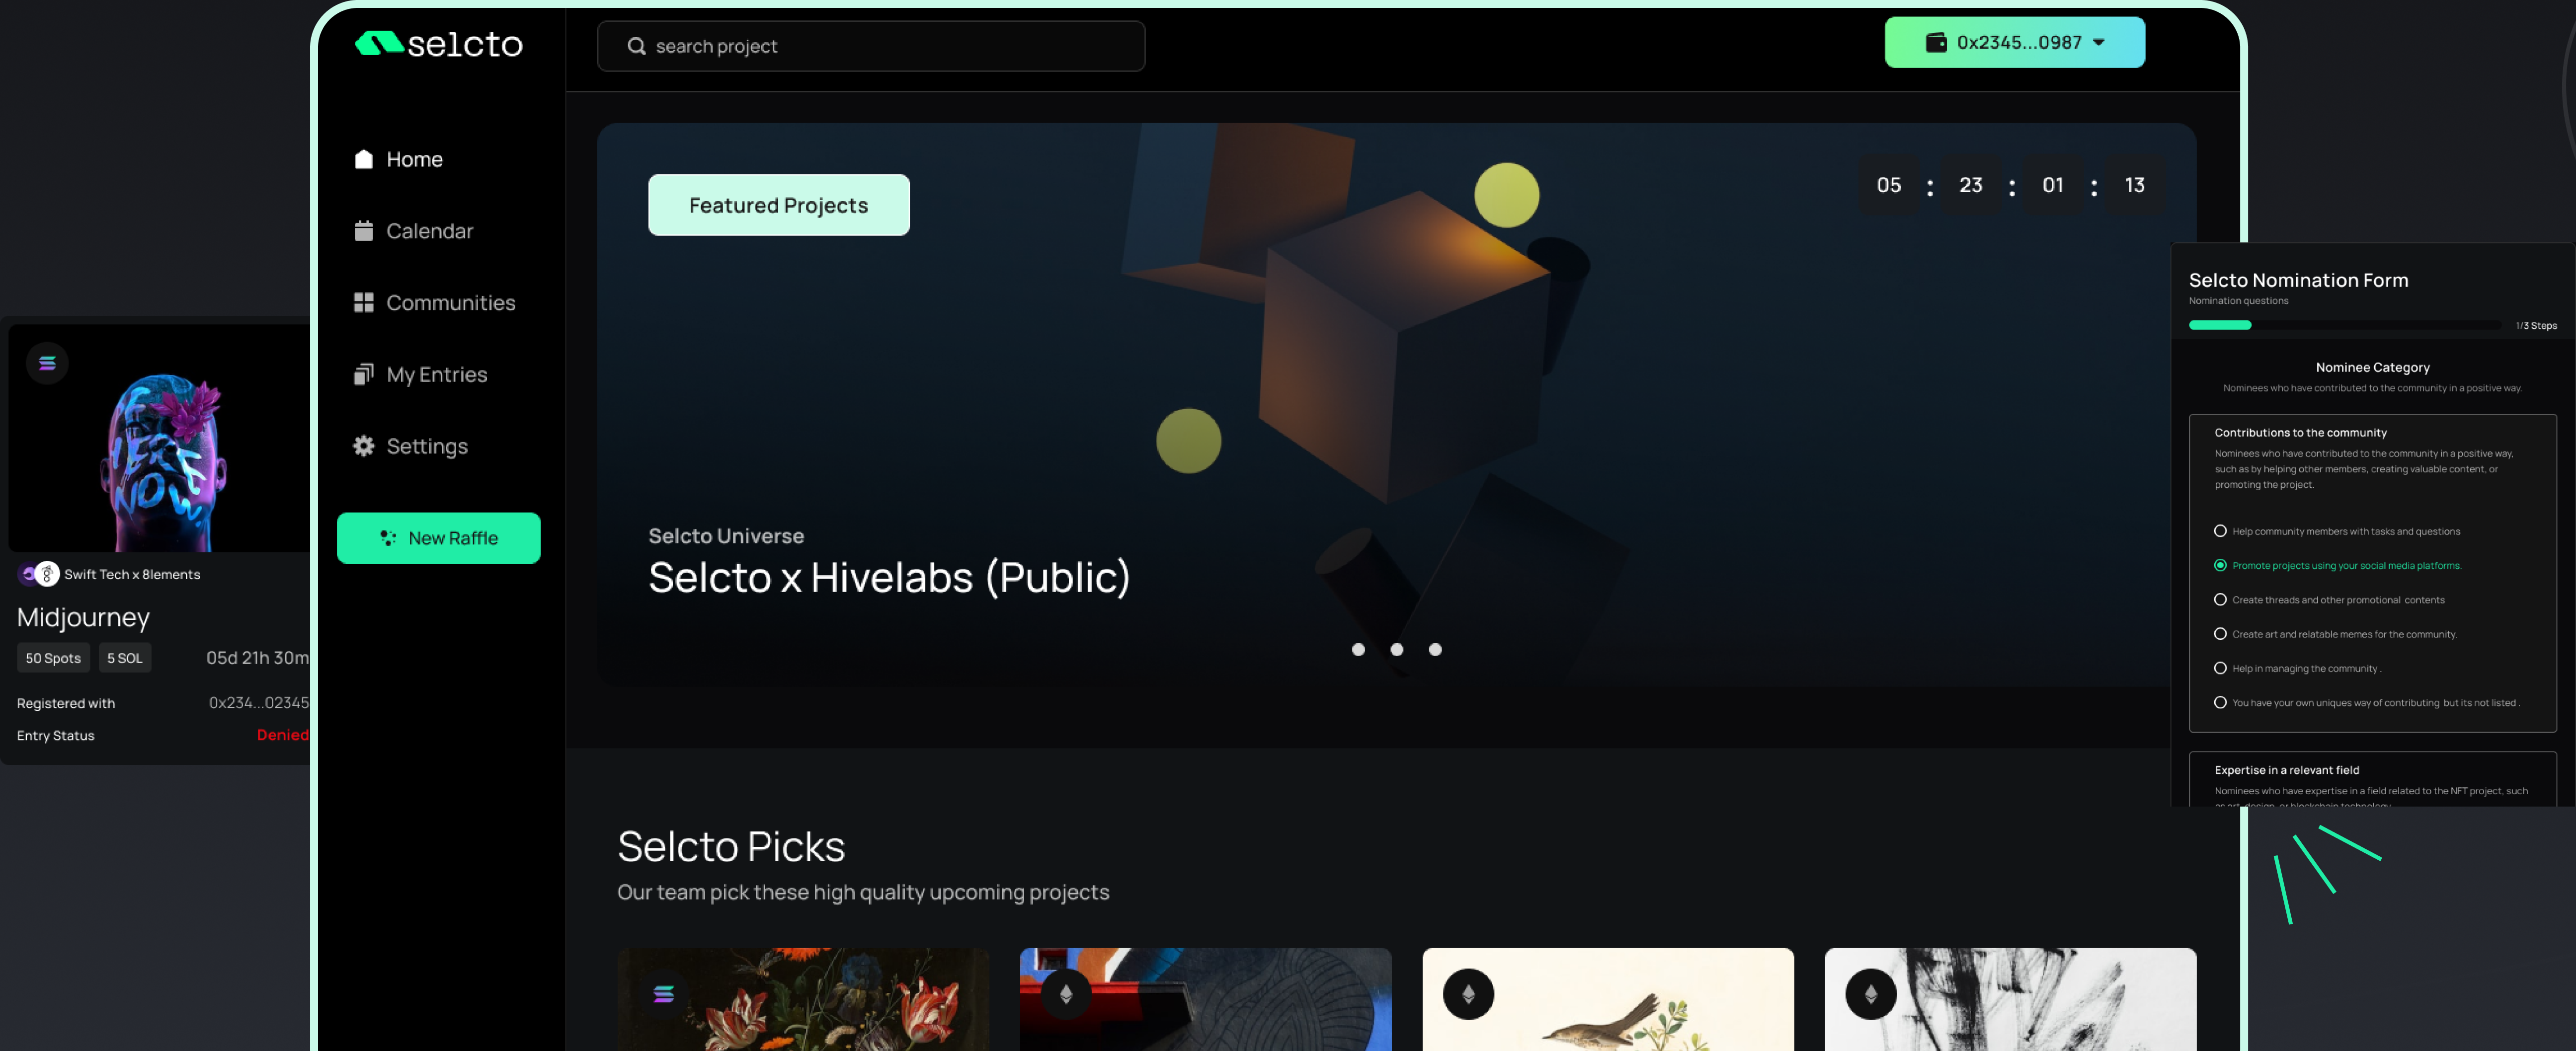 selcto
search project
0x2345...0987
Home
Calendar
Communities
My Entries
Settings
New Raffle
Featured Projects
05 : 23 : 01 : 13
Selcto Universe
Selcto x Hivelabs (Public)
Selcto Picks
Our team pick these high quality upcoming projects
HERE
NOW
Swift Tech x 8lements
Midjourney
50 Spots
5 SOL
05d 21h 30m
Registered with
0x234...02345
Entry Status
Denied
Selcto Nomination Form
Nomination questions
1/3 Steps
Nominee Category
Nominees who have contributed to the community in a positive way.
Contributions to the community
Nominees who have contributed to the community in a positive way,
such as by helping other members, creating valuable content, or
promoting the project.
Help community members with tasks and questions
Promote projects using your social media platforms.
Create threads and other promotional contents
Create art and relatable memes for the community.
Help in managing the community .
You have your own uniques way of contributing but its not listed .
Expertise in a relevant field
Nominees who have expertise in a field related to the NFT project, such
as art, design, or blockchain technology